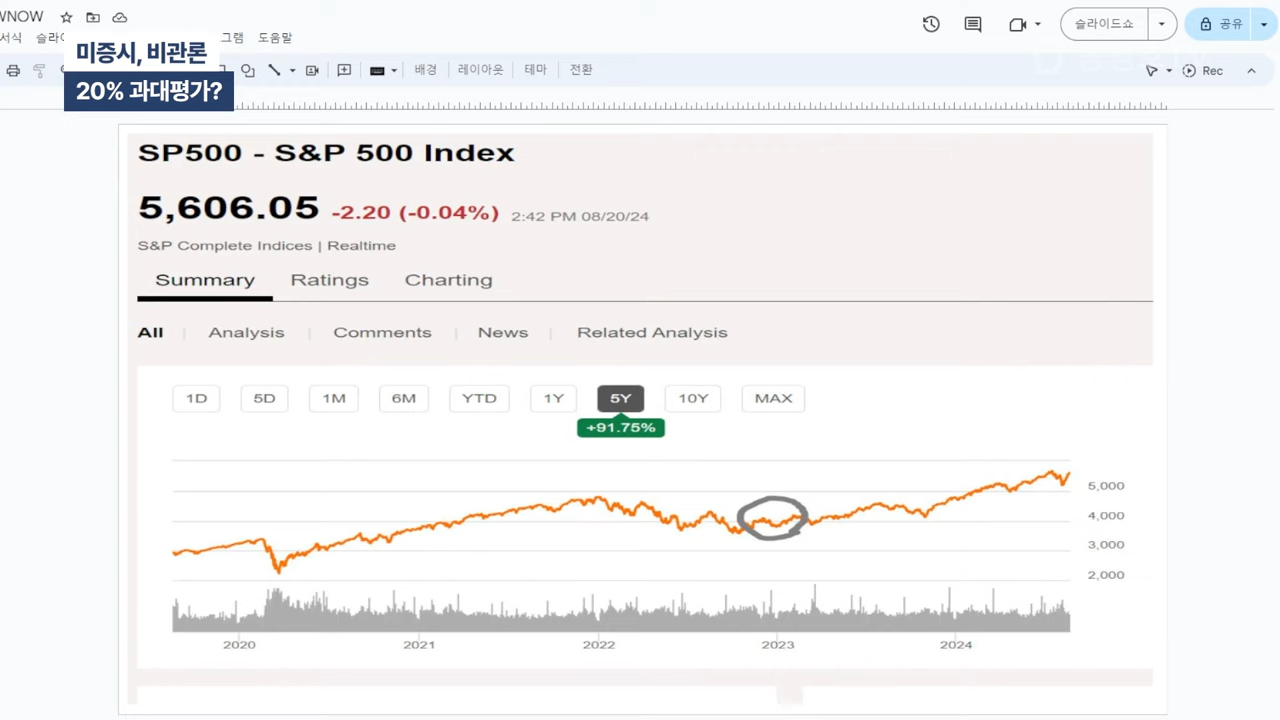 WNOW
서식
슬라이
그램
도움말
슬라이드쇼
공유
미증시, 비관론
20% 과대평가?
배경
레이아웃
테마
전환
Rec
SP500 - S&P 500 Index
5,606.05 -2.20 (-0.04%) 2:42 PM 08/20/24
S&P Complete Indices | Realtime
Summary Ratings Charting
All | Analysis | Comments | News | Related Analysis
1D 5D 1M 6M YTD 1Y 5Y 10Y MAX
+91.75%
5,000
4,000
3,000
2,000
2020 2021 2022 2023 2024